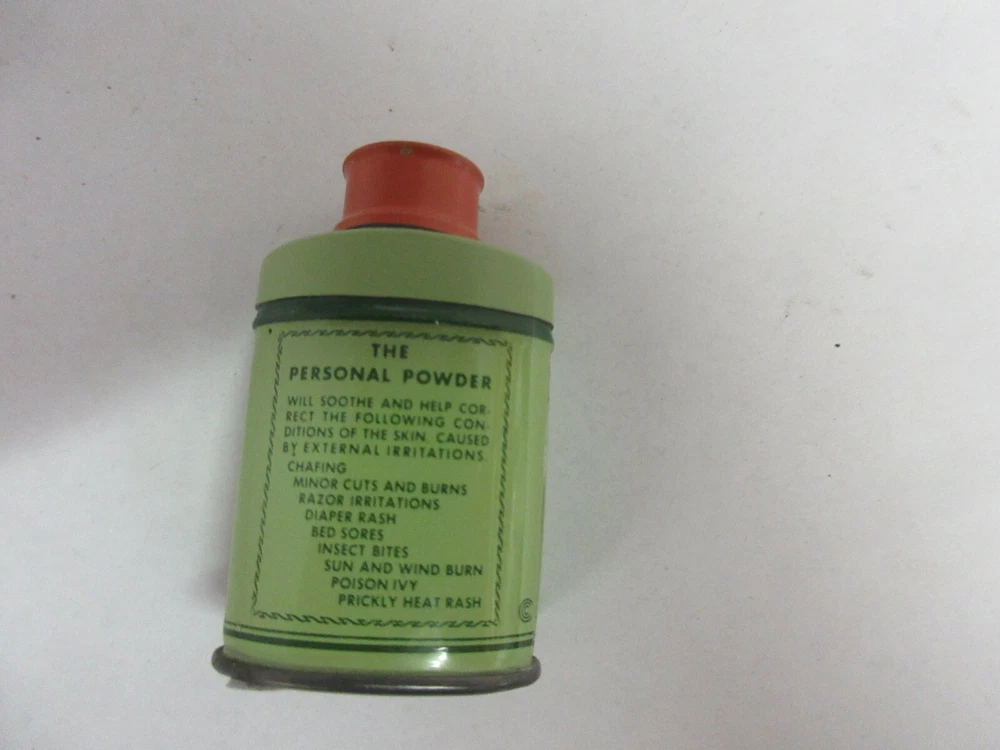 THE
PERSONAL POWDER
WILL SOOTHE AND HELP COR-
RECT THE FOLLOWING CON-
DITIONS OF THE SKIN, CAUSED
BY EXTERNAL IRRITATIONS.
CHAFING
MINOR CUTS AND BURNS
RAZOR IRRITATIONS
DIAPER RASH
BED SORES
INSECT BITES
SUN AND WIND BURN
POISON IVY
PRICKLY HEAT RASH
C